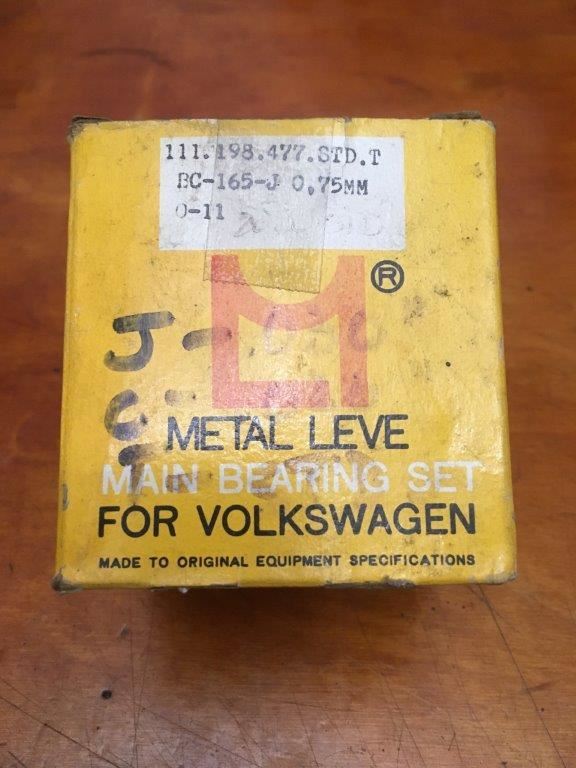 111.198.477.STD.T
BC-165-J 0,75MM
0-11
®
J-
C-
METAL LEVE
MAIN BEARING SET
FOR VOLKSWAGEN
MADE TO ORIGINAL EQUIPMENT SPECIFICATIONS